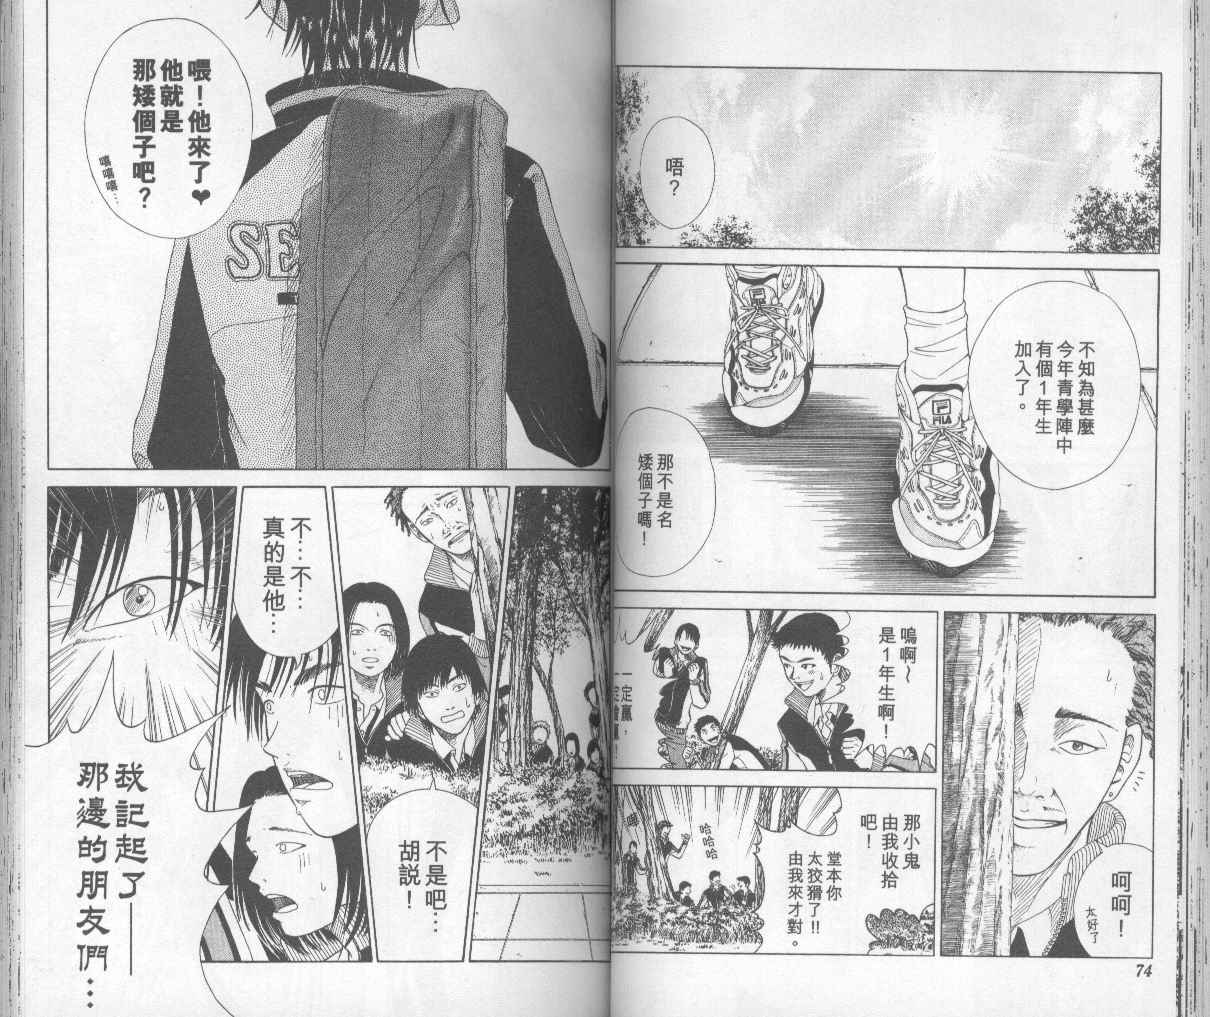 唔？
不知為甚麼
今年青學陣中
有個1年生
加入了。
那不是名
矮個子嗎！
FILA
嗚啊～
是1年生啊！
一定贏，
呵呵！
太好了
那小鬼
由我收拾
吧！
堂本你
太狡猾了!!
由我來才對。
哈哈哈
74
喂！他來了❤
他就是
那矮個子吧？
嘻嘻嘻…
SE
不…不…
真的是他…
不是吧…
胡說！
我記起了——
那邊的朋友們…